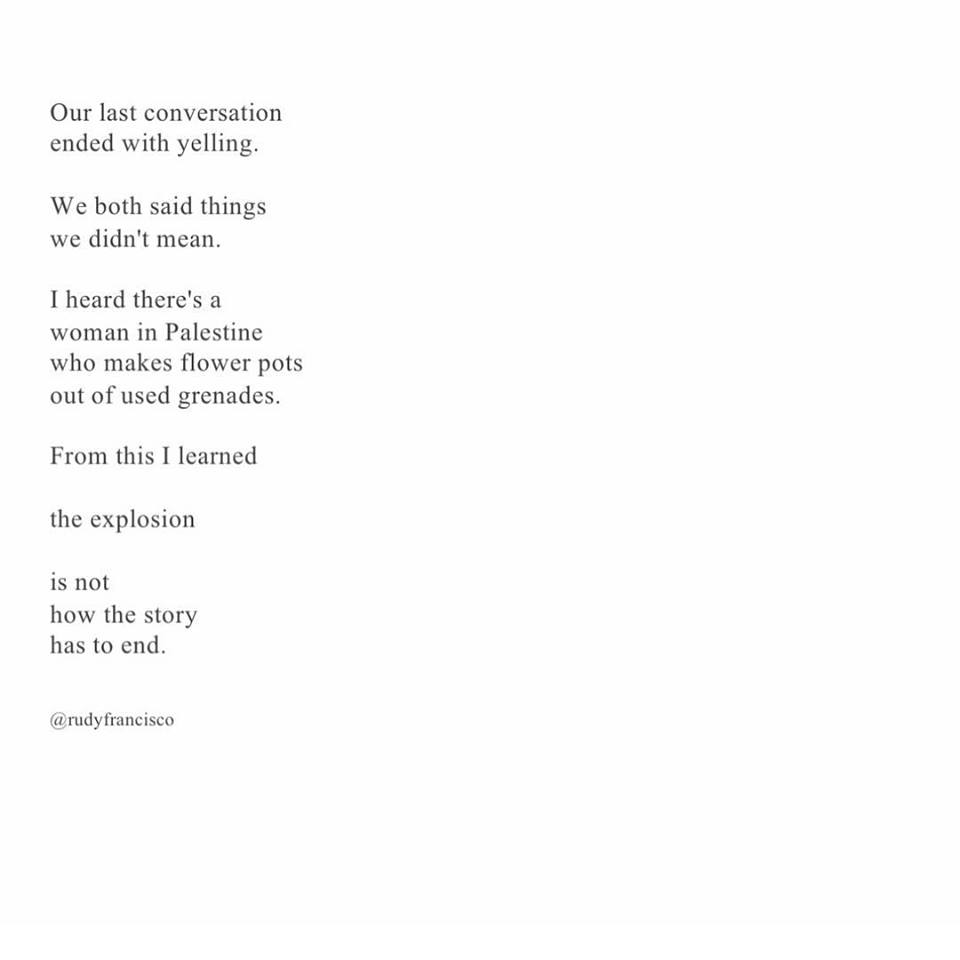 Our last conversation
ended with yelling.
We both said things
we didn't mean.
I heard there's a
woman in Palestine
who makes flower pots
out of used grenades.
From this I learned
the explosion
is not
how the story
has to end.
@rudyfrancisco